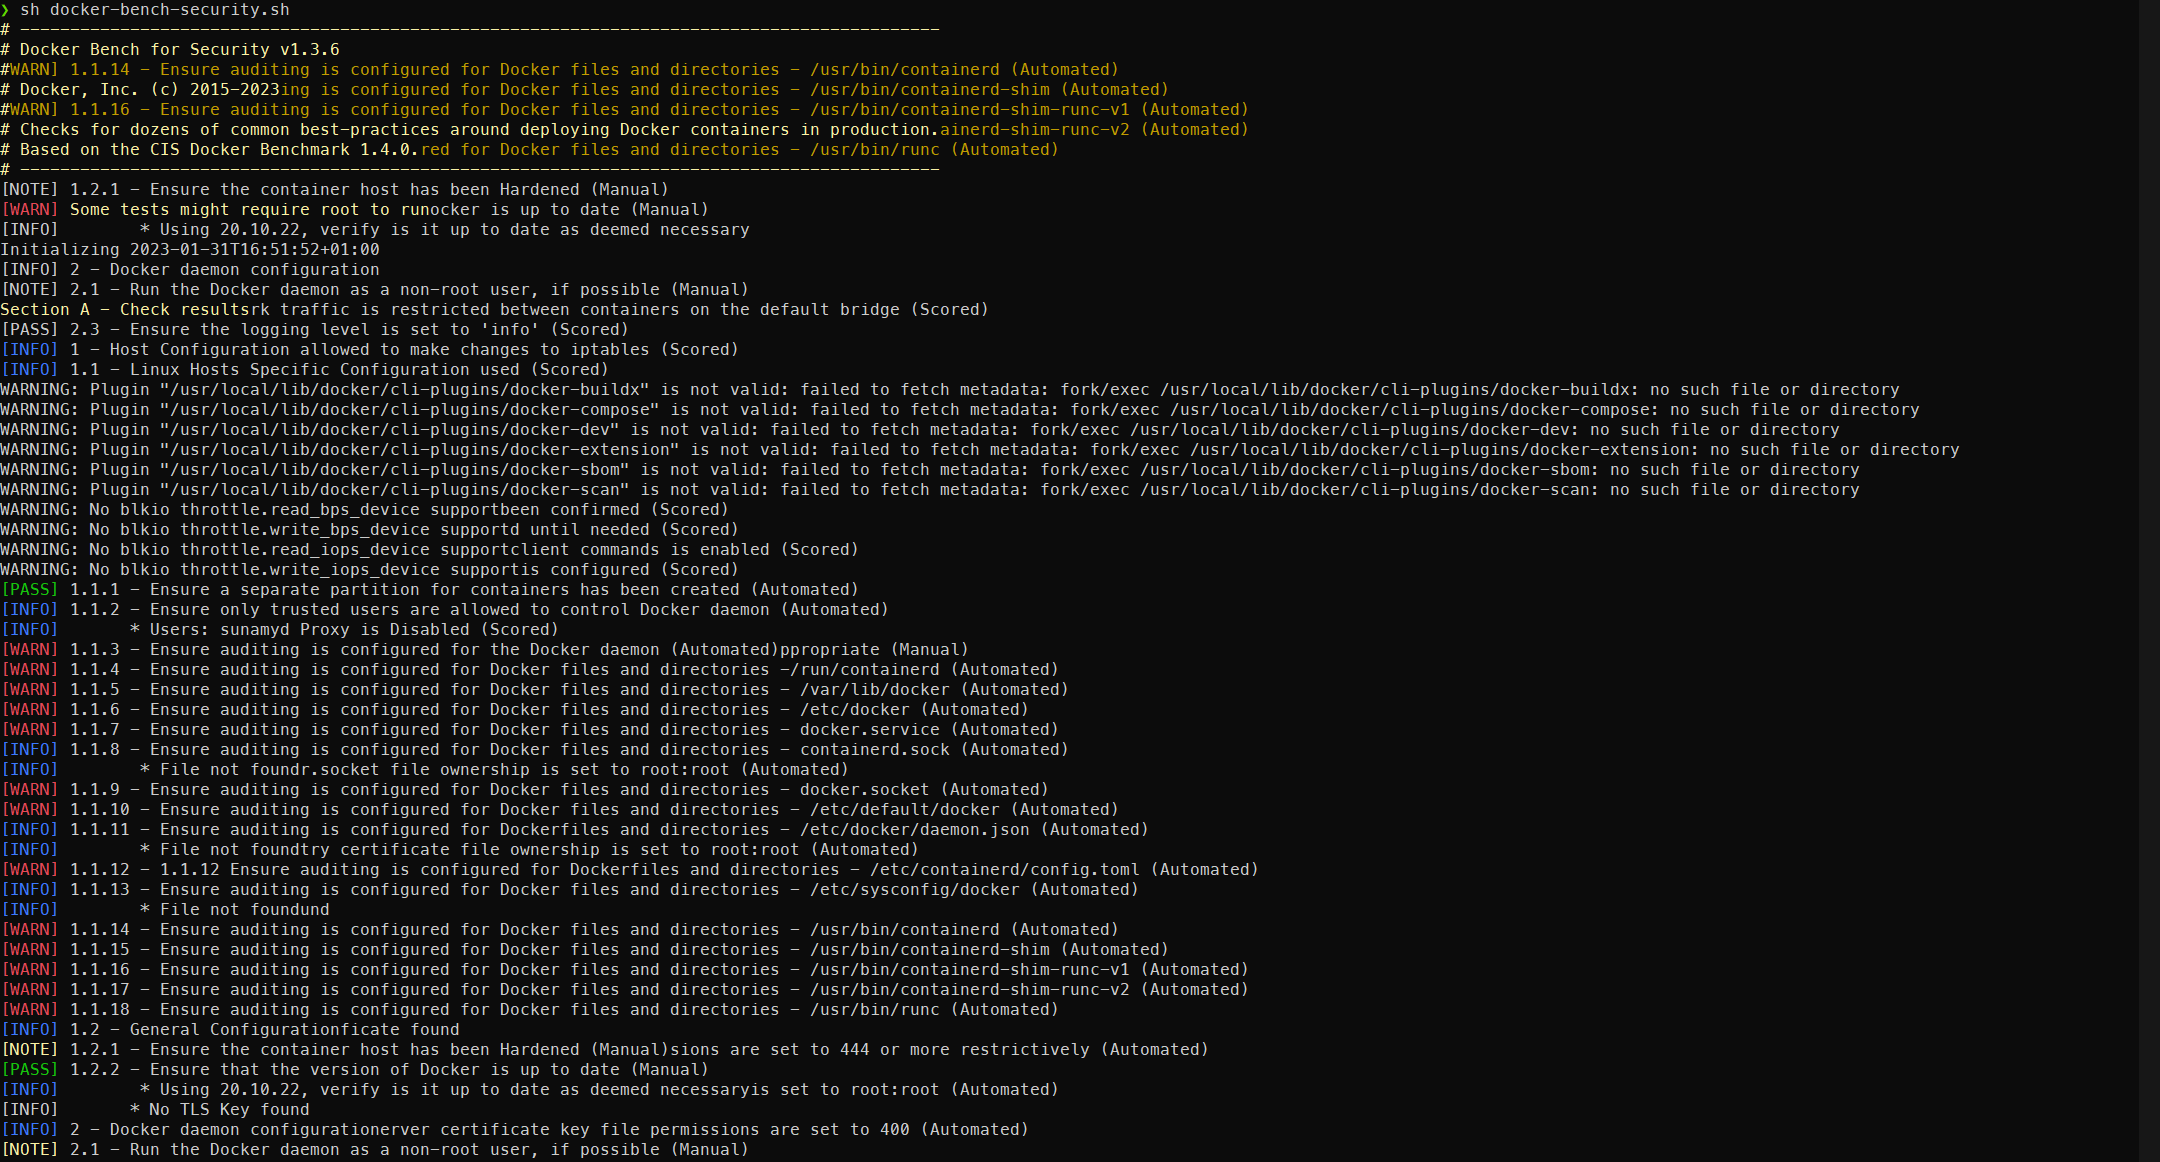 ❯ sh docker-bench-security.sh
# --------------------------------------------------------------------------------------------
# Docker Bench for Security v1.3.6
#WARN] 1.1.14 - Ensure auditing is configured for Docker files and directories - /usr/bin/containerd (Automated)
# Docker, Inc. (c) 2015-2023ing is configured for Docker files and directories - /usr/bin/containerd-shim (Automated)
#WARN] 1.1.16 - Ensure auditing is configured for Docker files and directories - /usr/bin/containerd-shim-runc-v1 (Automated)
# Checks for dozens of common best-practices around deploying Docker containers in production.ainerd-shim-runc-v2 (Automated)
# Based on the CIS Docker Benchmark 1.4.0.red for Docker files and directories - /usr/bin/runc (Automated)
# --------------------------------------------------------------------------------------------
[NOTE] 1.2.1 - Ensure the container host has been Hardened (Manual)
[WARN] Some tests might require root to runocker is up to date (Manual)
[INFO]        * Using 20.10.22, verify is it up to date as deemed necessary
Initializing 2023-01-31T16:51:52+01:00
[INFO] 2 - Docker daemon configuration
[NOTE] 2.1 - Run the Docker daemon as a non-root user, if possible (Manual)
Section A - Check resultsrk traffic is restricted between containers on the default bridge (Scored)
[PASS] 2.3 - Ensure the logging level is set to 'info' (Scored)
[INFO] 1 - Host Configuration allowed to make changes to iptables (Scored)
[INFO] 1.1 - Linux Hosts Specific Configuration used (Scored)
WARNING: Plugin "/usr/local/lib/docker/cli-plugins/docker-buildx" is not valid: failed to fetch metadata: fork/exec /usr/local/lib/docker/cli-plugins/docker-buildx: no such file or directory
WARNING: Plugin "/usr/local/lib/docker/cli-plugins/docker-compose" is not valid: failed to fetch metadata: fork/exec /usr/local/lib/docker/cli-plugins/docker-compose: no such file or directory
WARNING: Plugin "/usr/local/lib/docker/cli-plugins/docker-dev" is not valid: failed to fetch metadata: fork/exec /usr/local/lib/docker/cli-plugins/docker-dev: no such file or directory
WARNING: Plugin "/usr/local/lib/docker/cli-plugins/docker-extension" is not valid: failed to fetch metadata: fork/exec /usr/local/lib/docker/cli-plugins/docker-extension: no such file or directory
WARNING: Plugin "/usr/local/lib/docker/cli-plugins/docker-sbom" is not valid: failed to fetch metadata: fork/exec /usr/local/lib/docker/cli-plugins/docker-sbom: no such file or directory
WARNING: Plugin "/usr/local/lib/docker/cli-plugins/docker-scan" is not valid: failed to fetch metadata: fork/exec /usr/local/lib/docker/cli-plugins/docker-scan: no such file or directory
WARNING: No blkio throttle.read_bps_device supportbeen confirmed (Scored)
WARNING: No blkio throttle.write_bps_device supportd until needed (Scored)
WARNING: No blkio throttle.read_iops_device supportclient commands is enabled (Scored)
WARNING: No blkio throttle.write_iops_device supportis configured (Scored)
[PASS] 1.1.1 - Ensure a separate partition for containers has been created (Automated)
[INFO] 1.1.2 - Ensure only trusted users are allowed to control Docker daemon (Automated)
[INFO]       * Users: sunamyd Proxy is Disabled (Scored)
[WARN] 1.1.3 - Ensure auditing is configured for the Docker daemon (Automated)ppropriate (Manual)
[WARN] 1.1.4 - Ensure auditing is configured for Docker files and directories -/run/containerd (Automated)
[WARN] 1.1.5 - Ensure auditing is configured for Docker files and directories - /var/lib/docker (Automated)
[WARN] 1.1.6 - Ensure auditing is configured for Docker files and directories - /etc/docker (Automated)
[WARN] 1.1.7 - Ensure auditing is configured for Docker files and directories - docker.service (Automated)
[INFO] 1.1.8 - Ensure auditing is configured for Docker files and directories - containerd.sock (Automated)
[INFO]        * File not foundr.socket file ownership is set to root:root (Automated)
[WARN] 1.1.9 - Ensure auditing is configured for Docker files and directories - docker.socket (Automated)
[WARN] 1.1.10 - Ensure auditing is configured for Docker files and directories - /etc/default/docker (Automated)
[INFO] 1.1.11 - Ensure auditing is configured for Dockerfiles and directories - /etc/docker/daemon.json (Automated)
[INFO]        * File not foundtry certificate file ownership is set to root:root (Automated)
[WARN] 1.1.12 - 1.1.12 Ensure auditing is configured for Dockerfiles and directories - /etc/containerd/config.toml (Automated)
[INFO] 1.1.13 - Ensure auditing is configured for Docker files and directories - /etc/sysconfig/docker (Automated)
[INFO]        * File not foundund
[WARN] 1.1.14 - Ensure auditing is configured for Docker files and directories - /usr/bin/containerd (Automated)
[WARN] 1.1.15 - Ensure auditing is configured for Docker files and directories - /usr/bin/containerd-shim (Automated)
[WARN] 1.1.16 - Ensure auditing is configured for Docker files and directories - /usr/bin/containerd-shim-runc-v1 (Automated)
[WARN] 1.1.17 - Ensure auditing is configured for Docker files and directories - /usr/bin/containerd-shim-runc-v2 (Automated)
[WARN] 1.1.18 - Ensure auditing is configured for Docker files and directories - /usr/bin/runc (Automated)
[INFO] 1.2 - General Configurationficate found
[NOTE] 1.2.1 - Ensure the container host has been Hardened (Manual)sions are set to 444 or more restrictively (Automated)
[PASS] 1.2.2 - Ensure that the version of Docker is up to date (Manual)
[INFO]        * Using 20.10.22, verify is it up to date as deemed necessaryis set to root:root (Automated)
[INFO]       * No TLS Key found
[INFO] 2 - Docker daemon configurationerver certificate key file permissions are set to 400 (Automated)
[NOTE] 2.1 - Run the Docker daemon as a non-root user, if possible (Manual)